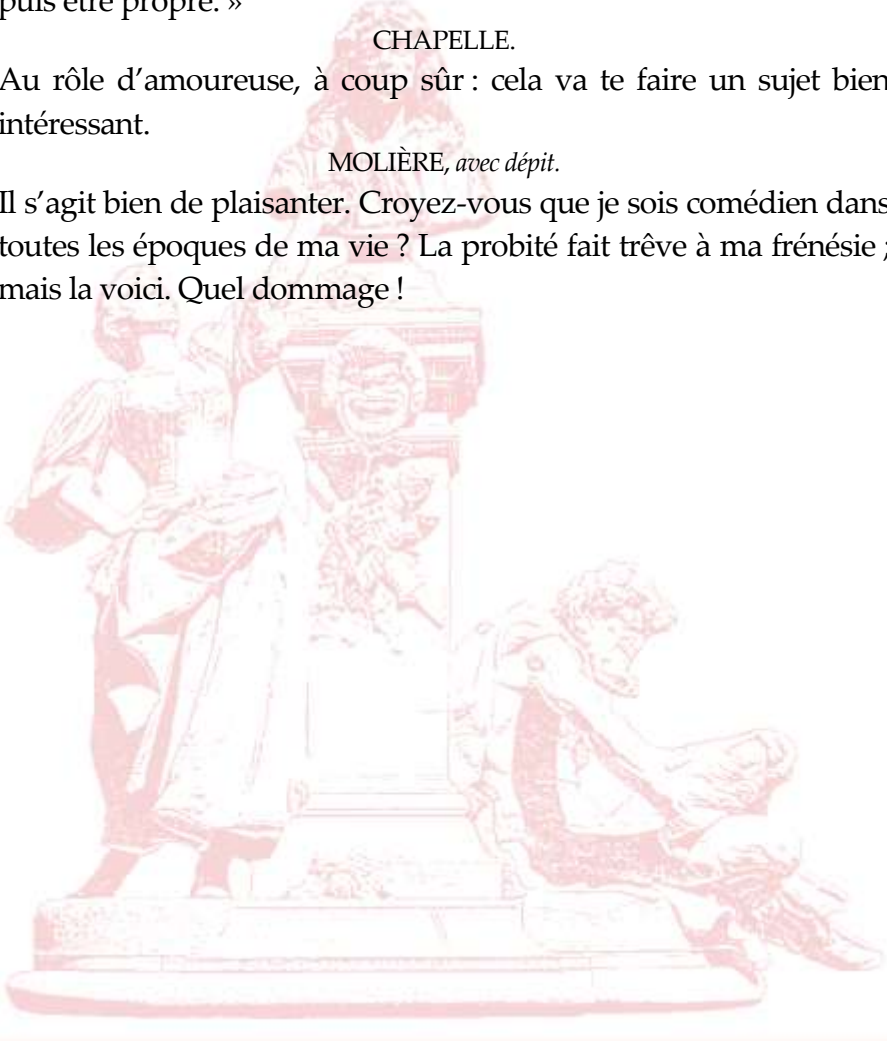 puis être propre. »
CHAPELLE.
Au rôle d’amoureuse, à coup sûr : cela va te faire un sujet bien
intéressant.
MOLIÈRE, avec dépit.
Il s’agit bien de plaisanter. Croyez-vous que je sois comédien dans
toutes les époques de ma vie ? La probité fait trêve à ma frénésie ;
mais la voici. Quel dommage !